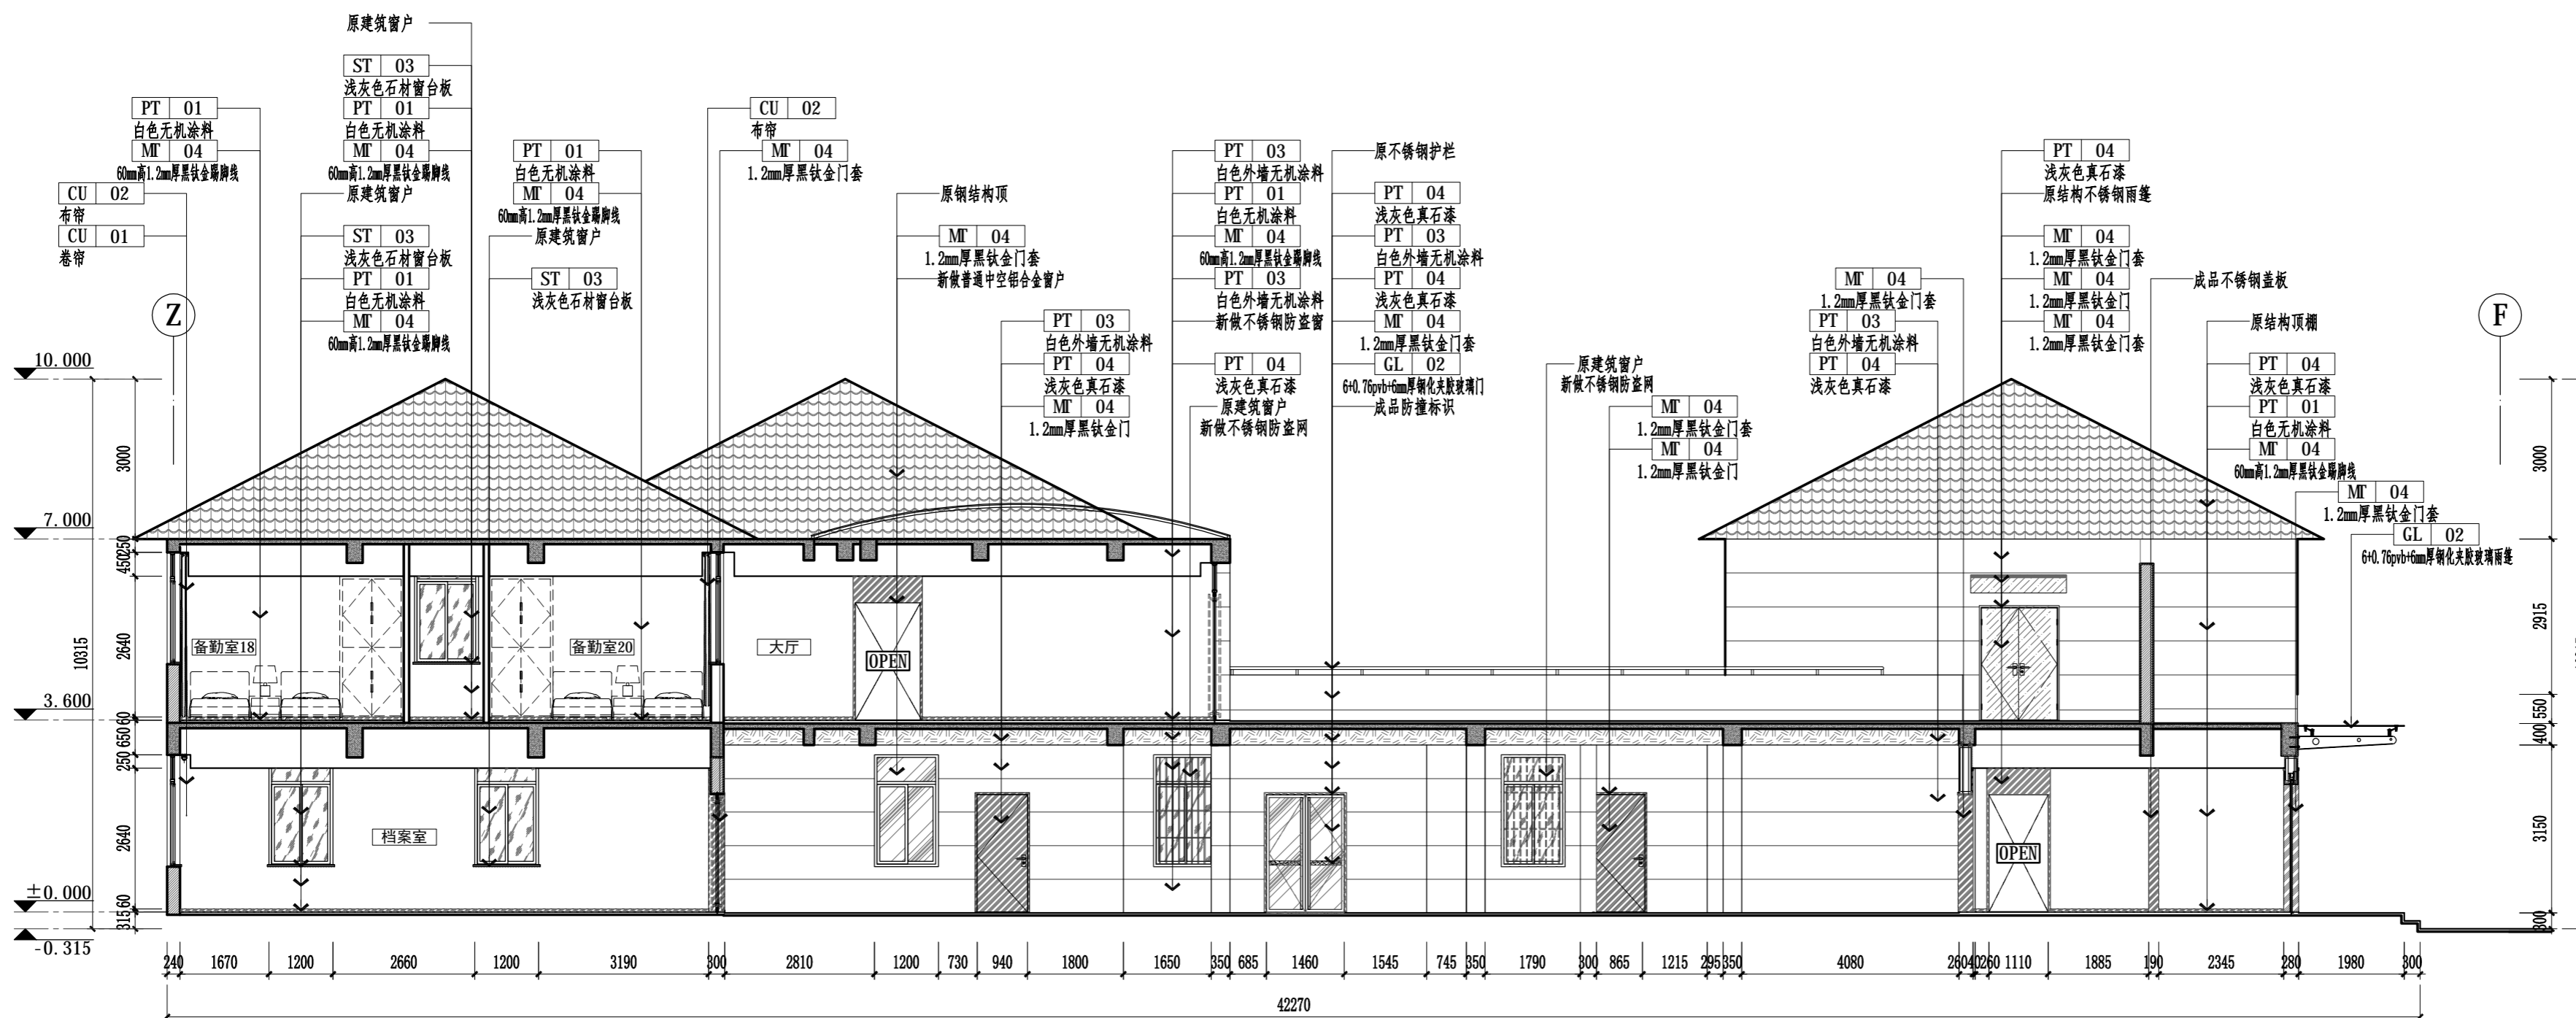 原建筑窗户
ST 03
浅灰色石材窗台板
PT 01
白色无机涂料
MT 04
60mm高1.2mm厚黑钛金踢脚线
原建筑窗户
ST 03
浅灰色石材窗台板
PT 01
白色无机涂料
MT 04
60mm高1.2mm厚黑钛金踢脚线
PT 01
白色无机涂料
MT 04
60mm高1.2mm厚黑钛金踢脚线
CU 02
布帘
CU 01
卷帘
PT 01
白色无机涂料
MT 04
60mm高1.2mm厚黑钛金踢脚线
原建筑窗户
ST 03
浅灰色石材窗台板
CU 02
布帘
MT 04
1.2mm厚黑钛金门套
原钢结构顶
MT 04
1.2mm厚黑钛金门套
新做普通中空铝合金窗户
PT 03
白色外墙无机涂料
PT 04
浅灰色真石漆
MT 04
1.2mm厚黑钛金门
PT 03
白色外墙无机涂料
PT 01
白色无机涂料
MT 04
60mm高1.2mm厚黑钛金踢脚线
PT 03
白色外墙无机涂料
新做不锈钢防盗窗
PT 04
浅灰色真石漆
原建筑窗户
新做不锈钢防盗网
原不锈钢护栏
PT 04
浅灰色真石漆
PT 03
白色外墙无机涂料
PT 04
浅灰色真石漆
MT 04
1.2mm厚黑钛金门套
GL 02
6+0.76pvb+6mm厚钢化夹胶玻璃门
成品防撞标识
原建筑窗户
新做不锈钢防盗网
MT 04
1.2mm厚黑钛金门套
MT 04
1.2mm厚黑钛金门
MT 04
1.2mm厚黑钛金门套
PT 03
白色外墙无机涂料
PT 04
浅灰色真石漆
PT 04
浅灰色真石漆
原结构不锈钢雨篷
MT 04
1.2mm厚黑钛金门套
MT 04
1.2mm厚黑钛金门
MT 04
1.2mm厚黑钛金门套
成品不锈钢盖板
原结构顶棚
PT 04
浅灰色真石漆
PT 01
白色无机涂料
MT 04
60mm高1.2mm厚黑钛金踢脚线
MT 04
1.2mm厚黑钛金门套
GL 02
6+0.76pvb+6mm厚钢化夹胶玻璃雨篷
Z
F
10.000
7.000
3.600
±0.000
-0.315
10315
3000
250
450
2640
60
650
250
2640
60
315
备勤室18
备勤室20
大厅
OPEN
档案室
OPEN
3000
2915
550
400
3150
300
240 1670 1200 2660 1200 3190 300 2810 1200 730 940 1800 1650 350 685 1460 1545 745 350 1790 300 865 1215 295 350 4080 260 40 260 1110 1885 190 2345 280 1980 300
42270